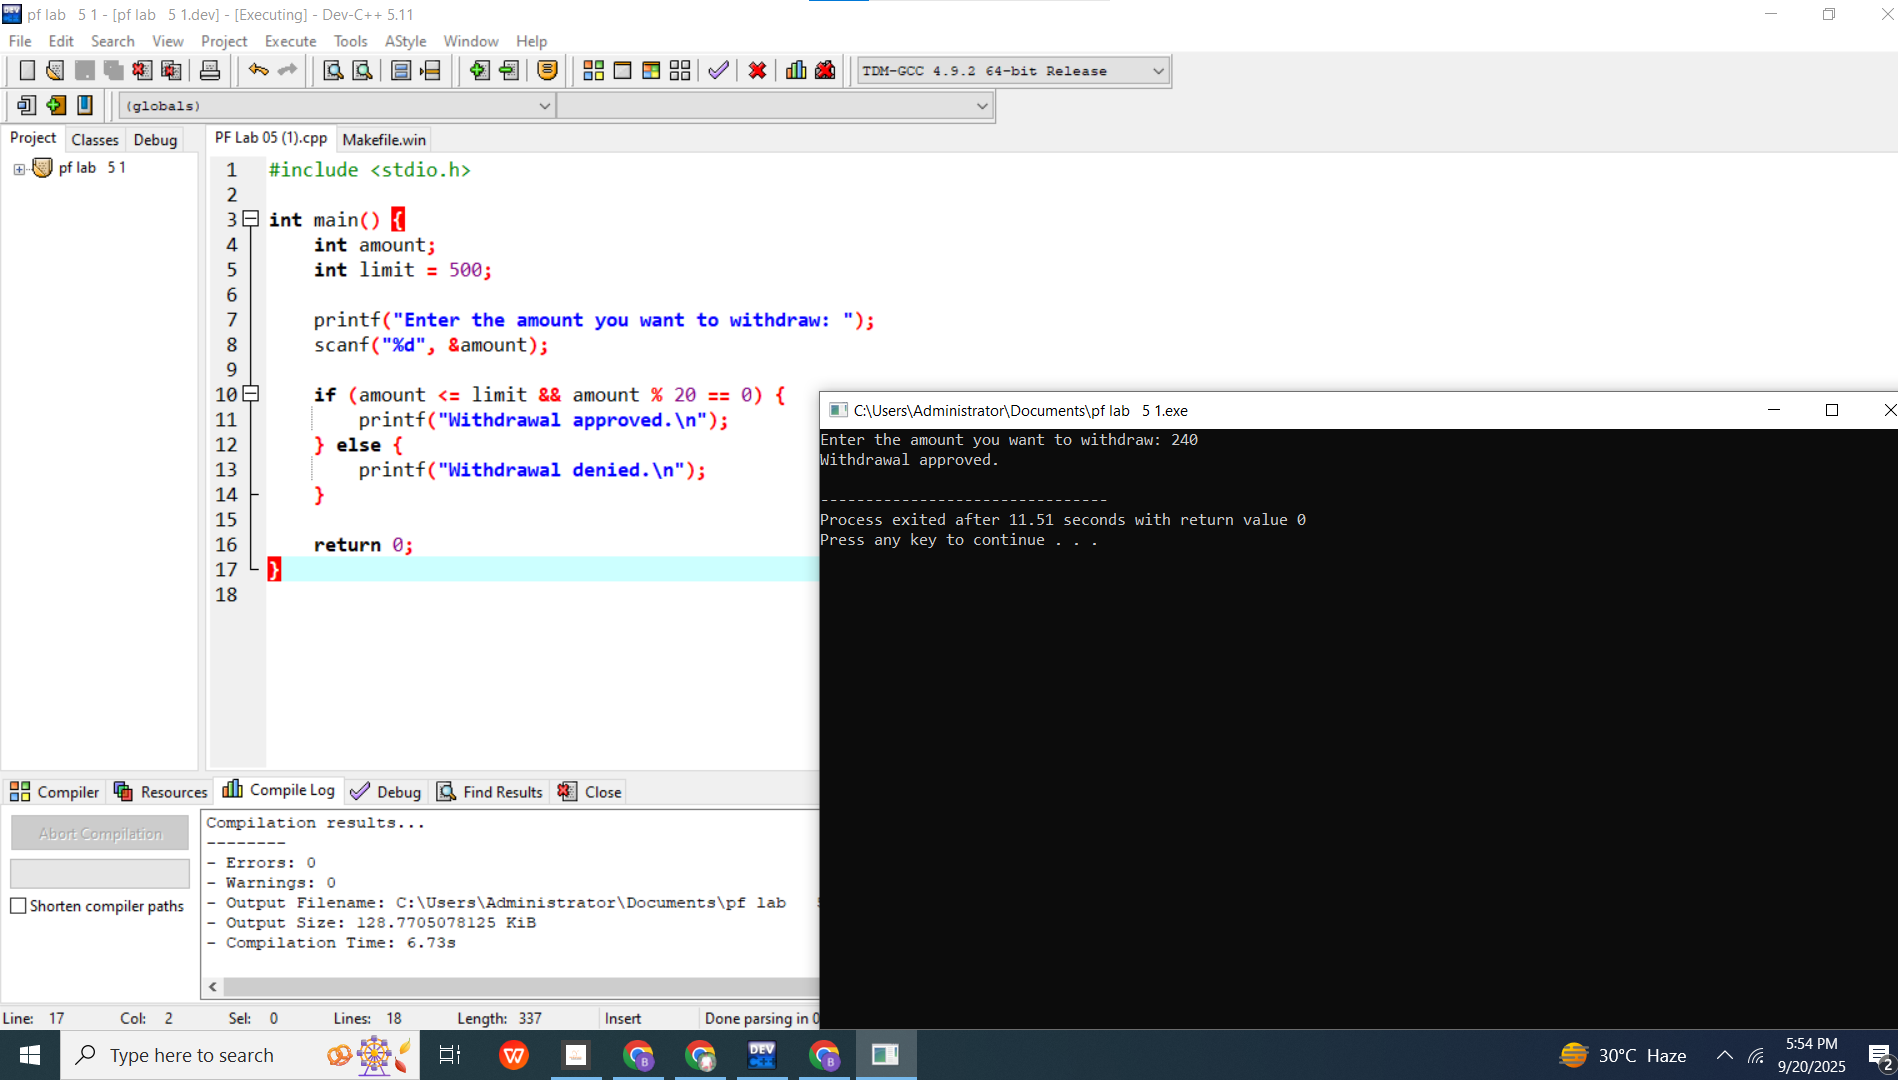 pf lab   5 1 - [pf lab   5 1.dev] - [Executing] - Dev-C++ 5.11
File Edit Search View Project Execute Tools AStyle Window Help
TDM-GCC 4.9.2 64-bit Release
(globals)
Project Classes Debug
PF Lab 05 (1).cpp Makefile.win
pf lab   5 1
1 #include <stdio.h>
2
3 int main() {
4     int amount;
5     int limit = 500;
6
7     printf("Enter the amount you want to withdraw: ");
8     scanf("%d", &amount);
9
10     if (amount <= limit && amount % 20 == 0) {
11         printf("Withdrawal approved.\n");
12     } else {
13         printf("Withdrawal denied.\n");
14     }
15
16     return 0;
17 }
18
C:\Users\Administrator\Documents\pf lab   5 1.exe
Enter the amount you want to withdraw: 240
Withdrawal approved.
--------------------------------
Process exited after 11.51 seconds with return value 0
Press any key to continue . . .
Compiler Resources Compile Log Debug Find Results Close
Abort Compilation
Shorten compiler paths
Compilation results...
--------
- Errors: 0
- Warnings: 0
- Output Filename: C:\Users\Administrator\Documents\pf lab
- Output Size: 128.7705078125 KiB
- Compilation Time: 6.73s
Line: 17 Col: 2 Sel: 0 Lines: 18 Length: 337 Insert Done parsing in 0
Type here to search
DEV
B
B
30°C Haze
5:54 PM
9/20/2025
2